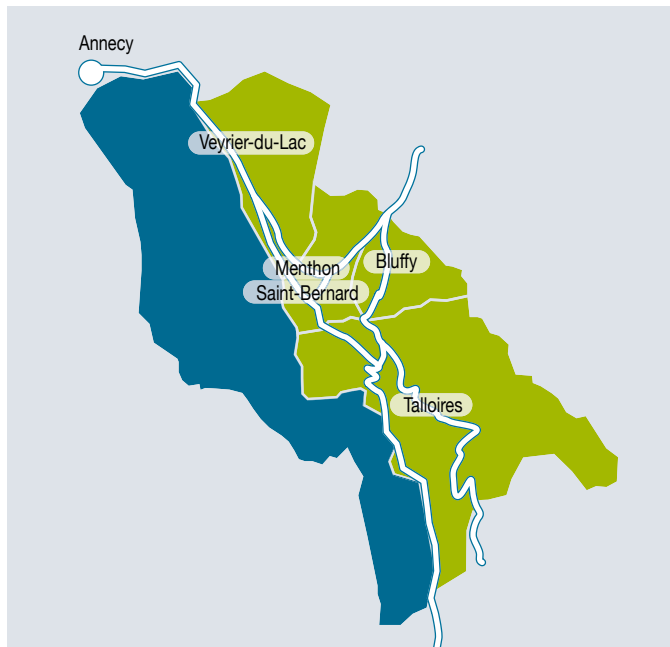 Annecy
Veyrier-du-Lac
Menthon
Saint-Bernard
Bluffy
Talloires